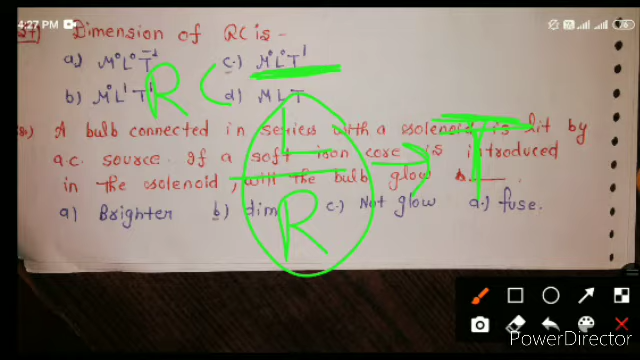 4:27 PM
27) Dimension of RC is -
a) M⁰L⁰T⁻¹ c.) M⁰L⁰T¹
b) M⁰L¹T¹ d) MLT
R C L R T
A bulb connected in series with a solenoid is lit by
a.c. source. If a soft iron core is introduced
in the solenoid, will the bulb glow
a) Brighter b) dim c.) Not glow d.) fuse.
PowerDirector